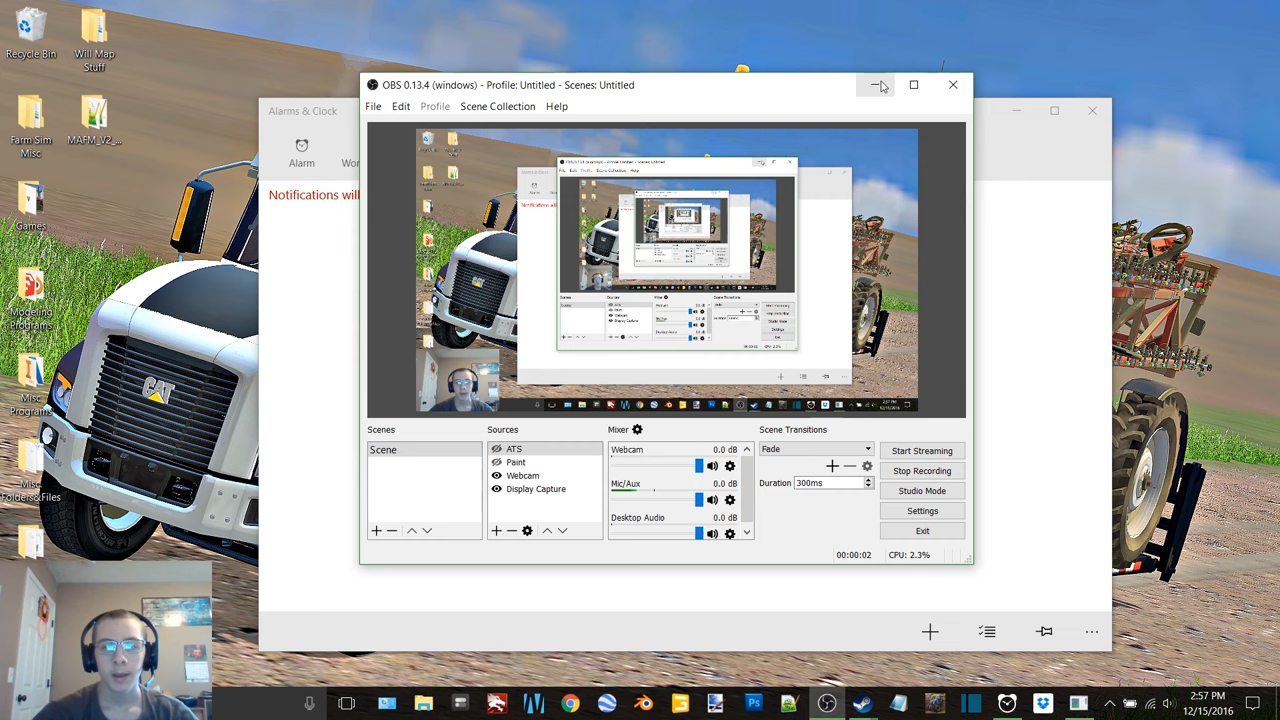 Recycle Bin
Will Map
Stuff
Farm Sim
Misc
MAFM_V2_...
Games
Misc
Programs
Misc
Folders&Files
Alarms & Clock
Alarm
Notifications will
OBS 0.13.4 (windows) - Profile: Untitled - Scenes: Untitled
File Edit Profile Scene Collection Help
CAT
Scenes
Scene
Sources
ATS
Paint
Webcam
Display Capture
Mixer
Webcam 0.0 dB
Mic/Aux 0.0 dB
Desktop Audio 0.0 dB
Scene Transitions
Fade
Duration 300ms
Start Streaming
Stop Recording
Studio Mode
Settings
Exit
00:00:02 CPU: 2.3%
Ps
2:57 PM
12/15/2016